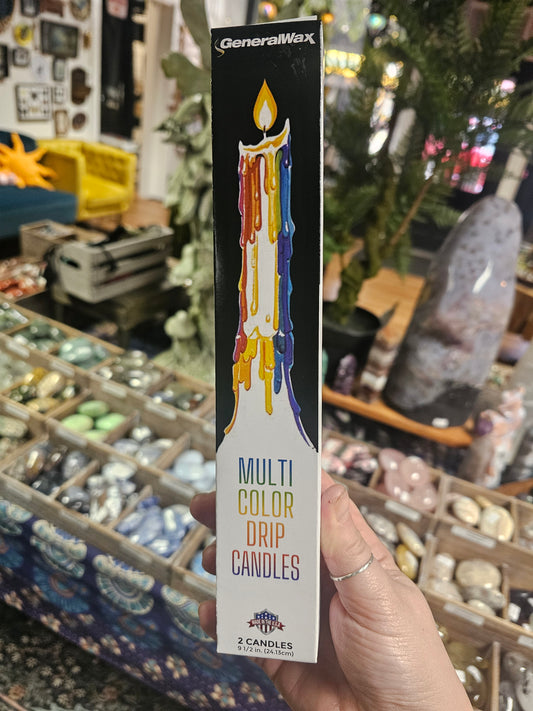 GeneralWax
MULTI
COLOR
DRIP
CANDLES
2 CANDLES
9 1/2 in. (24.13cm)